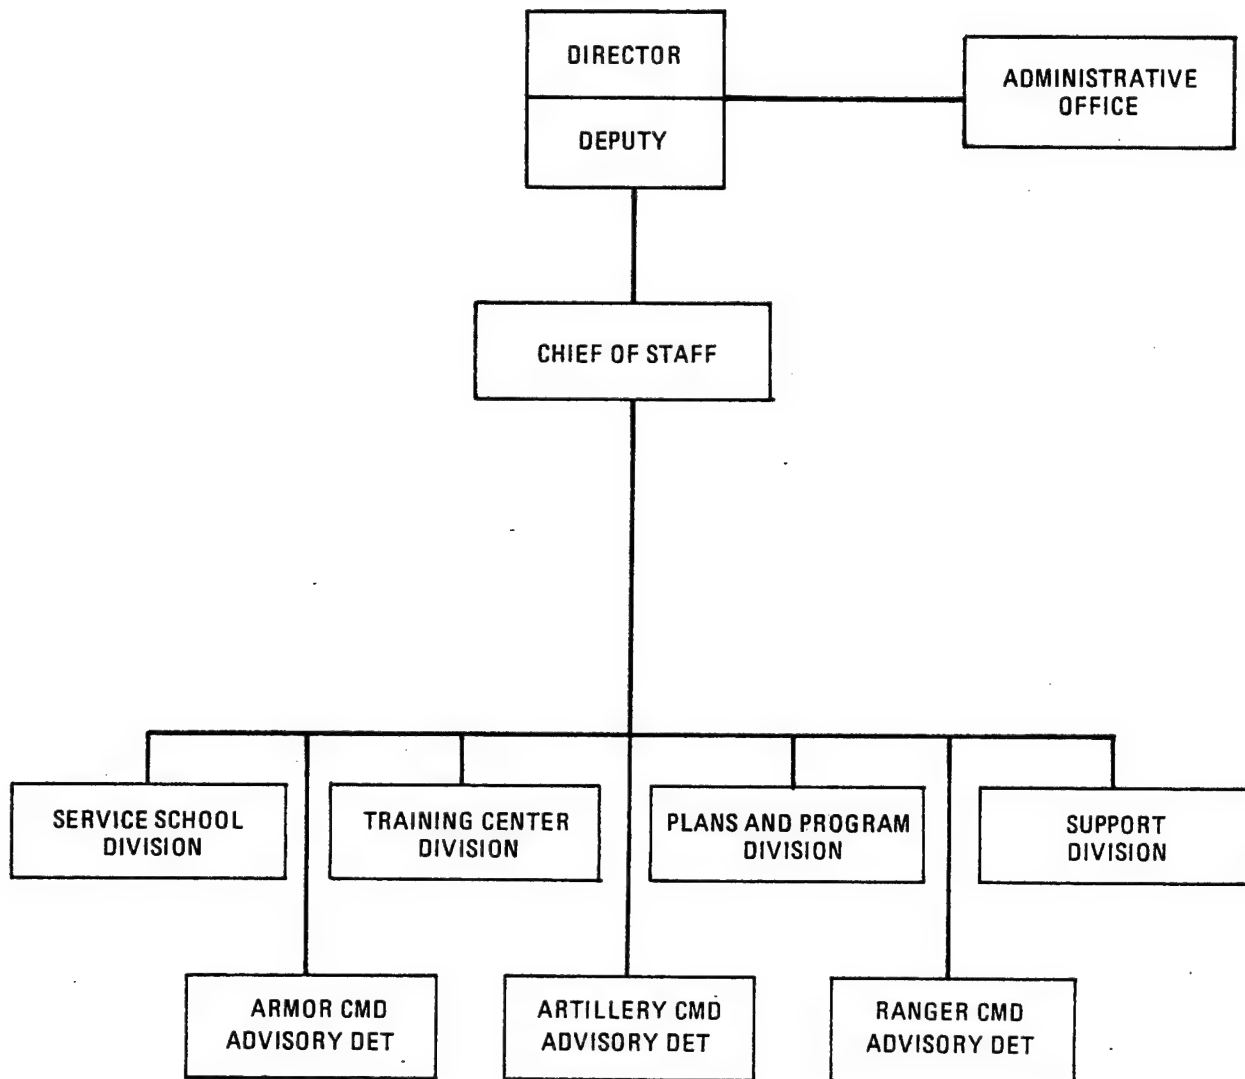 DIRECTOR
DEPUTY
ADMINISTRATIVE
OFFICE
CHIEF OF STAFF
SERVICE SCHOOL
DIVISION
TRAINING CENTER
DIVISION
PLANS AND PROGRAM
DIVISION
SUPPORT
DIVISION
ARMOR CMD
ADVISORY DET
ARTILLERY CMD
ADVISORY DET
RANGER CMD
ADVISORY DET